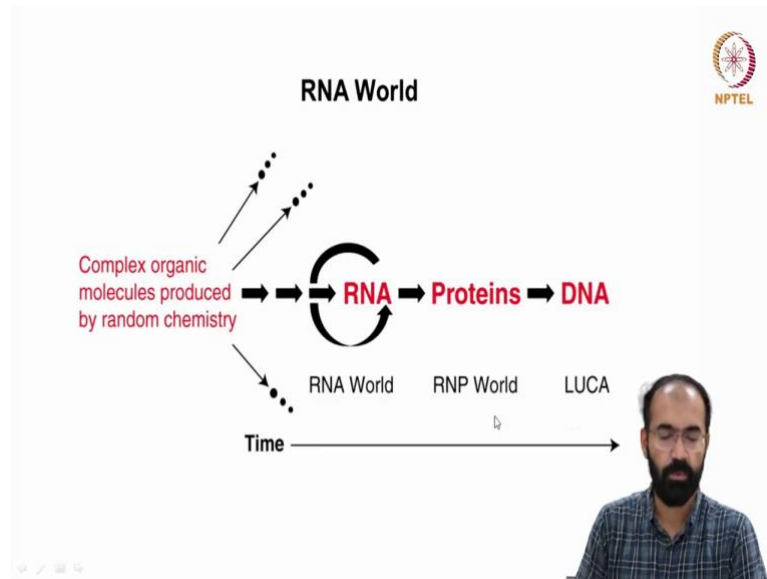 RNA World
NPTEL
Complex organic
molecules produced
by random chemistry
RNA
Proteins
DNA
RNA World
RNP World
LUCA
Time